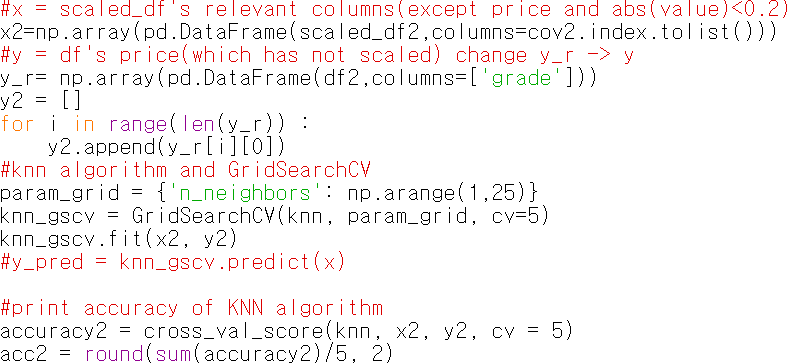 #x = scaled_df's relevant columns(except price and abs(value)<0.2)
x2=np.array(pd.DataFrame(scaled_df2,columns=cov2.index.tolist()))
#y = df's price(which has not scaled) change y_r -> y
y_r= np.array(pd.DataFrame(df2,columns=['grade']))
y2 = []
for i in range(len(y_r)) :
    y2.append(y_r[i][0])
#knn algorithm and GridSearchCV
param_grid = {'n_neighbors': np.arange(1,25)}
knn_gscv = GridSearchCV(knn, param_grid, cv=5)
knn_gscv.fit(x2, y2)
#y_pred = knn_gscv.predict(x)

#print accuracy of KNN algorithm
accuracy2 = cross_val_score(knn, x2, y2, cv = 5)
acc2 = round(sum(accuracy2)/5, 2)